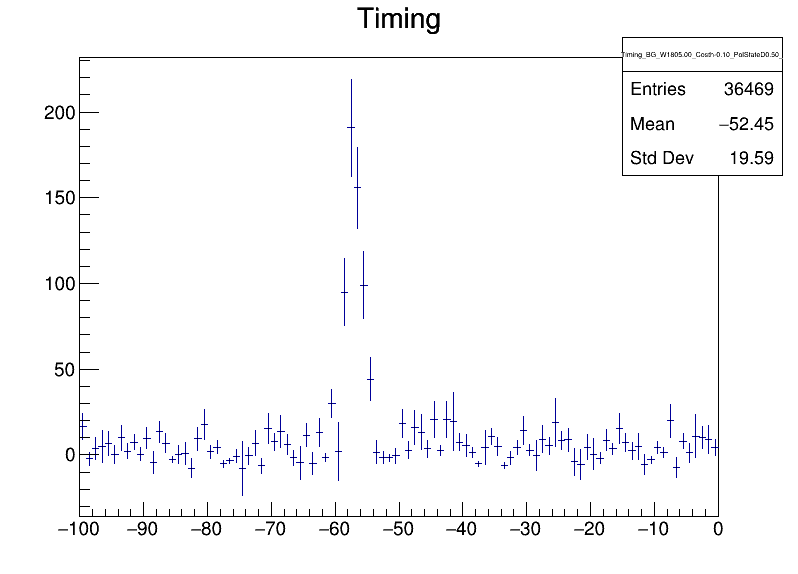 Timing
Timing_BG_W1805.00_Costh-0.10_PolStateD0.50_
Entries 36469
Mean −52.45
Std Dev 19.59
200
150
100
50
0
−100 −90 −80 −70 −60 −50 −40 −30 −20 −10 0